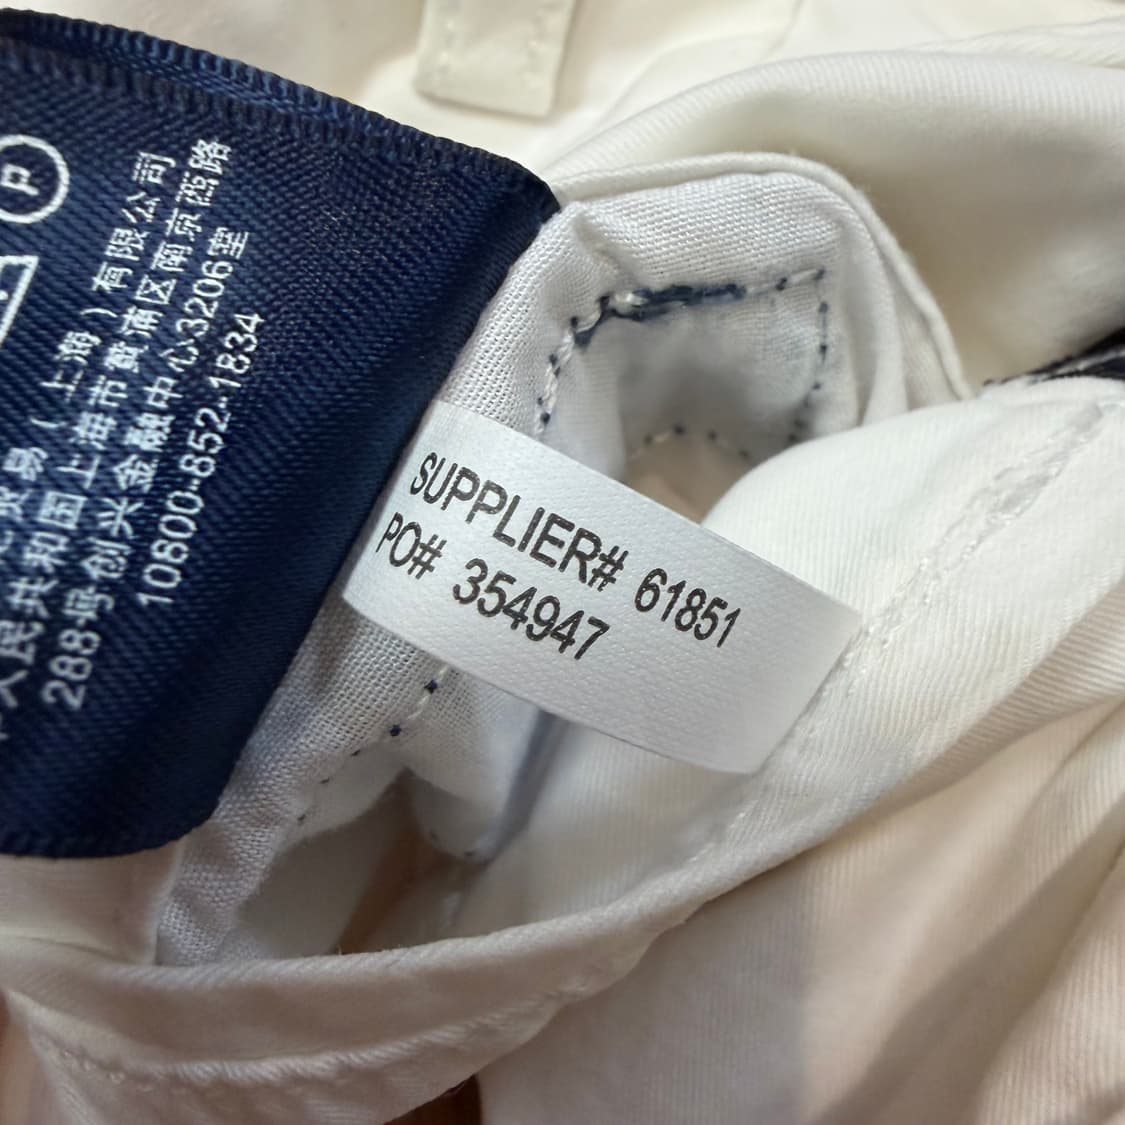 P
易（上海）有限公司
人民共和国上海市黄浦区南京西路
288号创兴金融中心3206室
10800-852-1834
SUPPLIER# 61851
PO# 354947